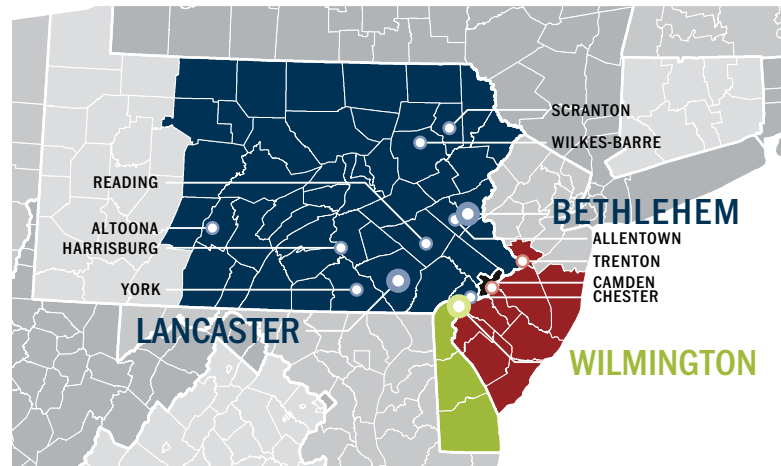 SCRANTON
WILKES-BARRE
READING
BETHLEHEM
ALTOONA
ALLENTOWN
HARRISBURG
TRENTON
CAMDEN
YORK
CHESTER
LANCASTER
WILMINGTON